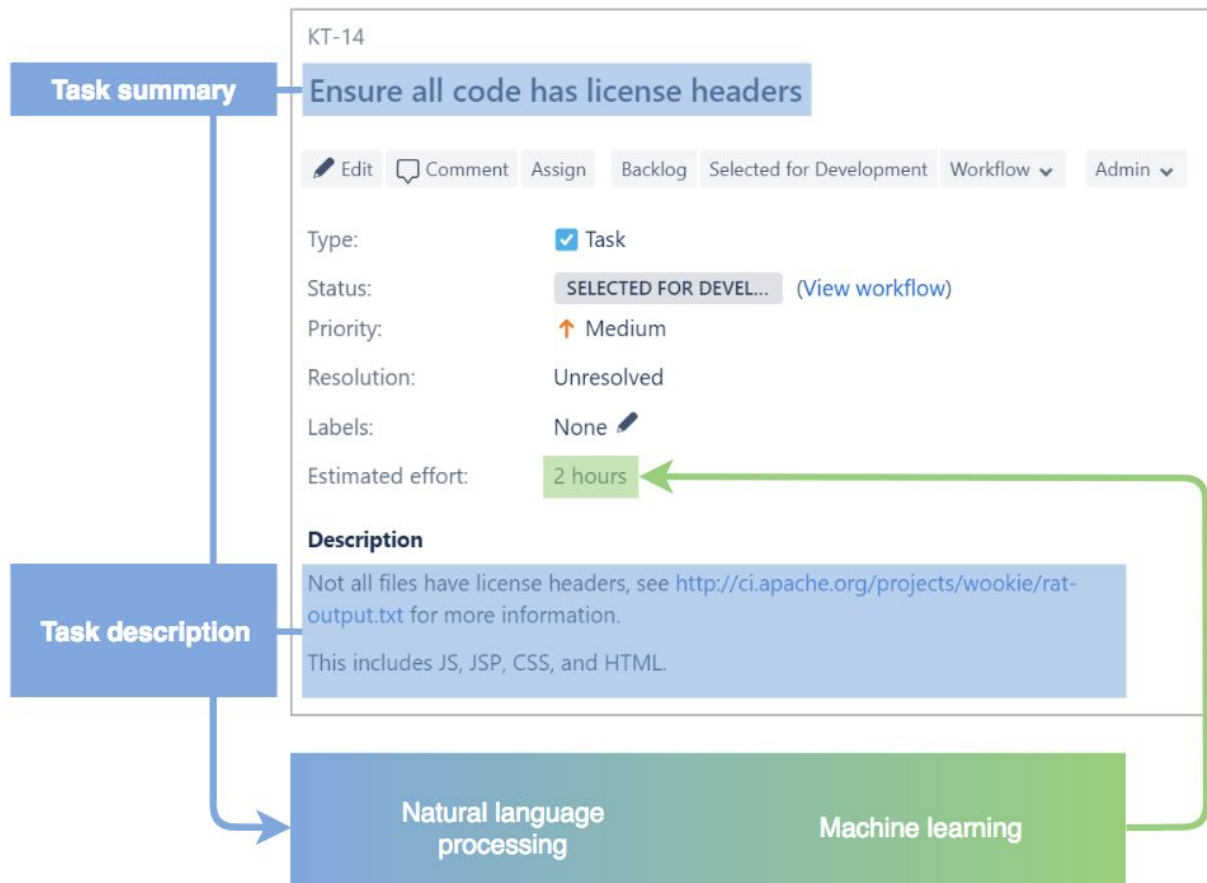 KT-14
Task summary
Ensure all code has license headers
Edit Comment Assign Backlog Selected for Development Workflow Admin
Type: Task
Status: SELECTED FOR DEVEL... (View workflow)
Priority: Medium
Resolution: Unresolved
Labels: None
Estimated effort: 2 hours
Description
Not all files have license headers, see http://ci.apache.org/projects/wookie/rat-
output.txt for more information.
Task description
This includes JS, JSP, CSS, and HTML.
Natural language
processing
Machine learning